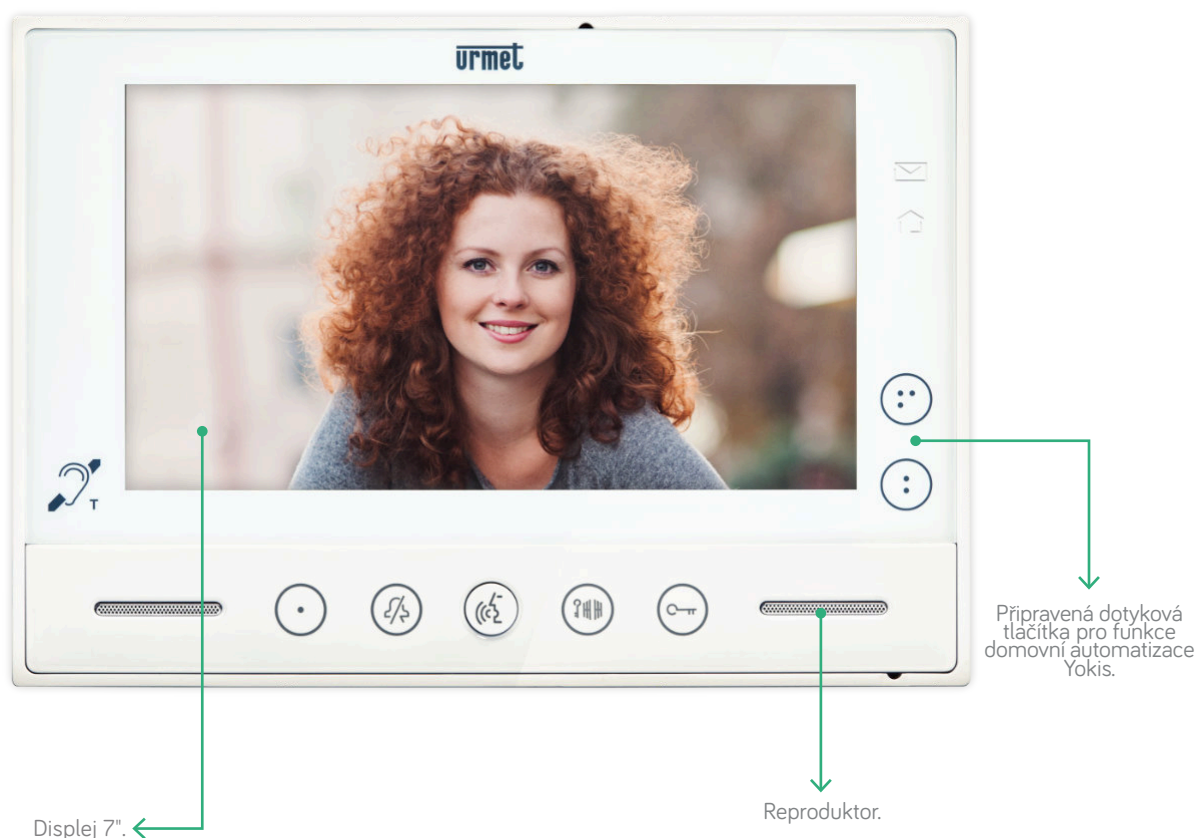 urmet
T
Připravená dotyková
tlačítka pro funkce
domovní automatizace
Yokis.
Reproduktor.
Displej 7".